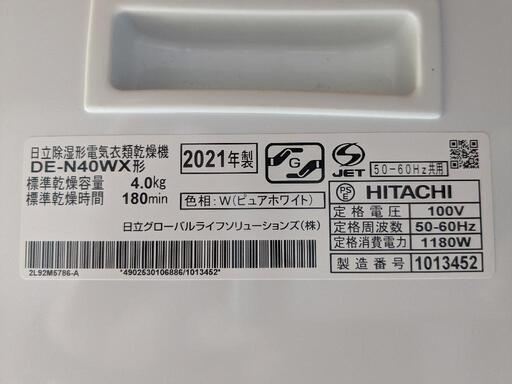 日立除湿形電気衣類乾燥機
DE-N40WX形
標準乾燥容量 4.0kg
標準乾燥時間 180min
2021年製
色相:W(ピュアホワイト)
日立グローバルライフソリューションズ(株)
2L92M5786-A
*4902530106886/1013452*
G
S
JET
50-60Hz共用
PS
E
HITACHI
定格電圧 100V
定格周波数 50-60Hz
定格消費電力 1180W
製造番号 1013452